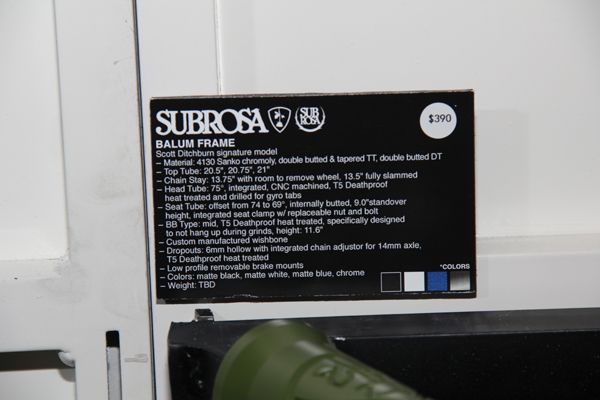 SUBROSA SUB ROSA
$390
BALUM FRAME
Scott Ditchburn signature model
– Material: 4130 Sanko chromoly, double butted & tapered TT, double butted DT
– Top Tube: 20.5", 20.75", 21"
– Chain Stay: 13.75" with room to remove wheel, 13.5" fully slammed
– Head Tube: 75°, integrated, CNC machined, T5 Deathproof
heat treated and drilled for gyro tabs
– Seat Tube: offset from 74 to 69°, internally butted, 9.0"standover
height, integrated seat clamp w/ replaceable nut and bolt
– BB Type: mid, T5 Deathproof heat treated, specifically designed
to not hang up during grinds, height: 11.6"
– Custom manufactured wishbone
– Dropouts: 6mm hollow with integrated chain adjustor for 14mm axle,
T5 Deathproof heat treated
– Low profile removable brake mounts
– Colors: matte black, matte white, matte blue, chrome
– Weight: TBD
*COLORS